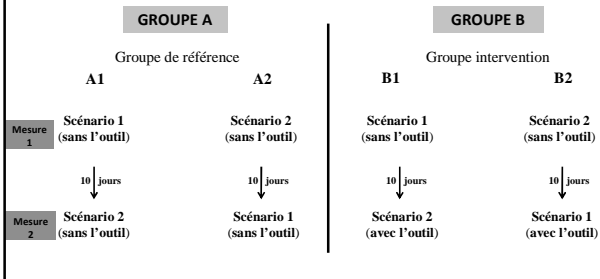 GROUPE A
GROUPE B
Groupe de référence
Groupe intervention
A1
A2
B1
B2
Mesure
1
Scénario 1
(sans l’outil)
Scénario 2
(sans l’outil)
Scénario 1
(sans l’outil)
Scénario 2
(sans l’outil)
10 jours
10 jours
10 jours
10 jours
Mesure
2
Scénario 2
(sans l’outil)
Scénario 1
(sans l’outil)
Scénario 2
(avec l’outil)
Scénario 1
(avec l’outil)